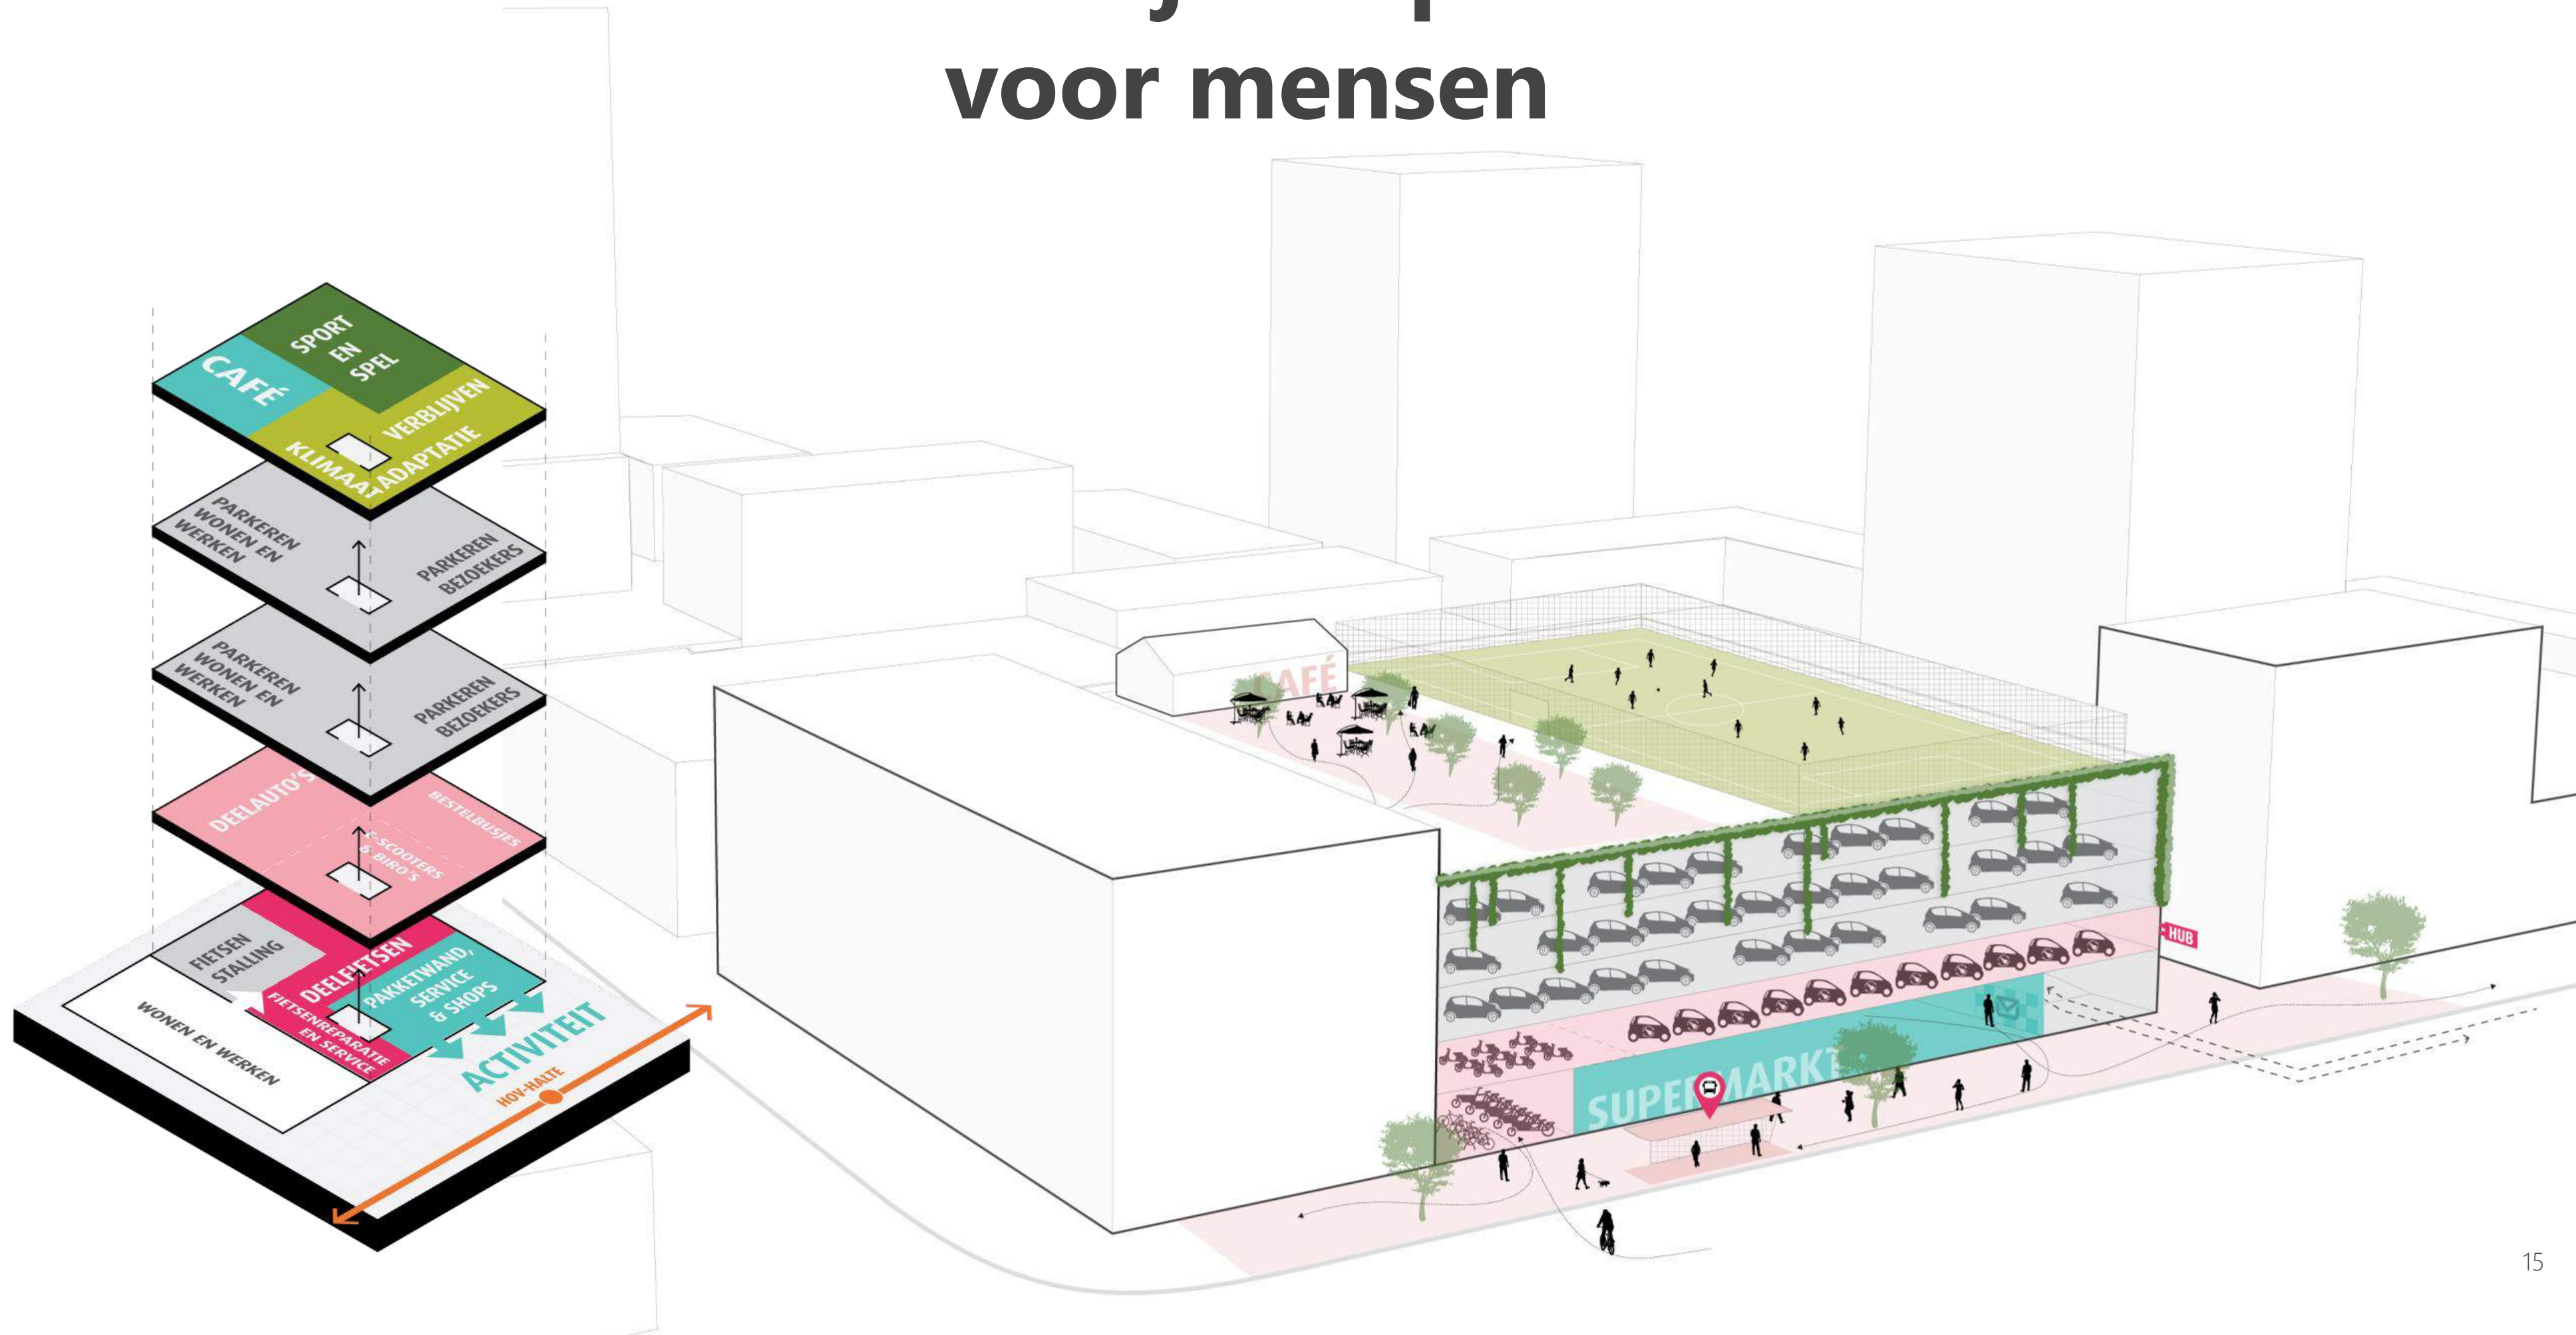 voor mensen
SPORT
EN
SPEL
CAFÉ
VERBLIJVEN
KLIMAATADAPTATIE
PARKEREN
WONEN EN
WERKEN
PARKEREN
BEZOEKERS
PARKEREN
WONEN EN
WERKEN
PARKEREN
BEZOEKERS
DEELAUTO'S
BESTELBUSJES
E-SCOOTERS
& BIRO'S
FIETSEN
STALLING
DEELFIETSEN
PAKKETWAND,
SERVICE
& SHOPS
FIETSENREPARATIE
EN SERVICE
WONEN EN WERKEN
ACTIVITEIT
HOV-HALTE
CAFÉ
HUB
SUPERMARKT
15